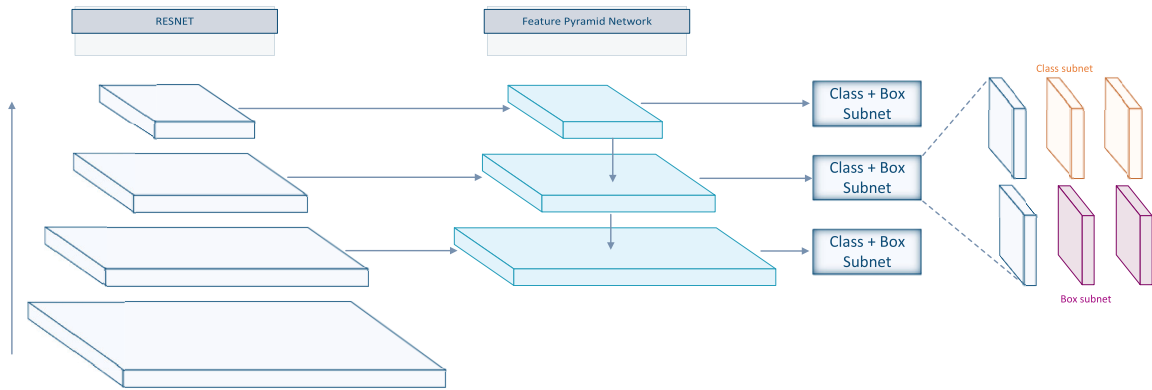 RESNET
Feature Pyramid Network
Class + Box
Subnet
Class + Box
Subnet
Class + Box
Subnet
Class subnet
Box subnet